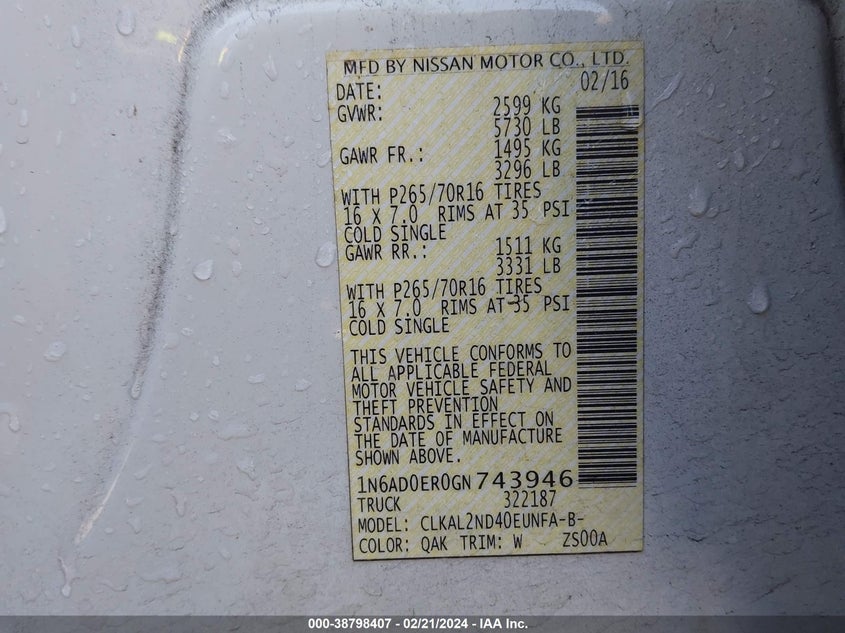 MFD BY NISSAN MOTOR CO., LTD.
DATE: 02/16
GVWR: 2599 KG
5730 LB
GAWR FR.: 1495 KG
3296 LB
WITH P265/70R16 TIRES
16 X 7.0 RIMS AT 35 PSI
COLD SINGLE
GAWR RR.: 1511 KG
3331 LB
WITH P265/70R16 TIRES
16 X 7.0 RIMS AT 35 PSI
COLD SINGLE
THIS VEHICLE CONFORMS TO
ALL APPLICABLE FEDERAL
MOTOR VEHICLE SAFETY AND
THEFT PREVENTION
STANDARDS IN EFFECT ON
THE DATE OF MANUFACTURE
SHOWN ABOVE.
1N6AD0ER0GN743946
TRUCK 322187
MODEL: CLKAL2ND40EUNFA-B-
COLOR: QAK TRIM: W ZS00A
000-38798407 - 02/21/2024 - IAA Inc.